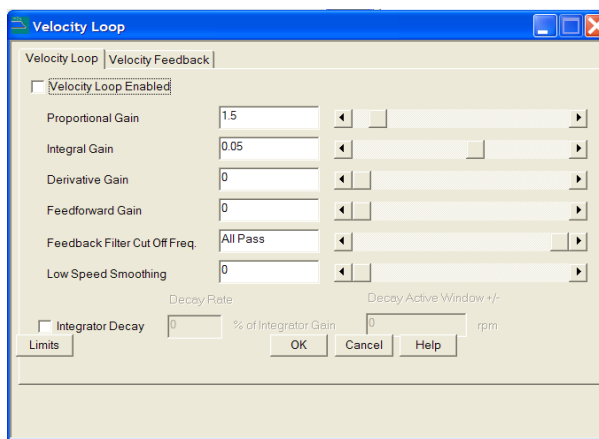 Velocity Loop
Velocity Loop Velocity Feedback
Velocity Loop Enabled
Proportional Gain 1.5
Integral Gain 0.05
Derivative Gain 0
Feedforward Gain 0
Feedback Filter Cut Off Freq. All Pass
Low Speed Smoothing 0
Decay Rate Decay Active Window +/-
Integrator Decay 0 % of Integrator Gain 0 rpm
Limits OK Cancel Help